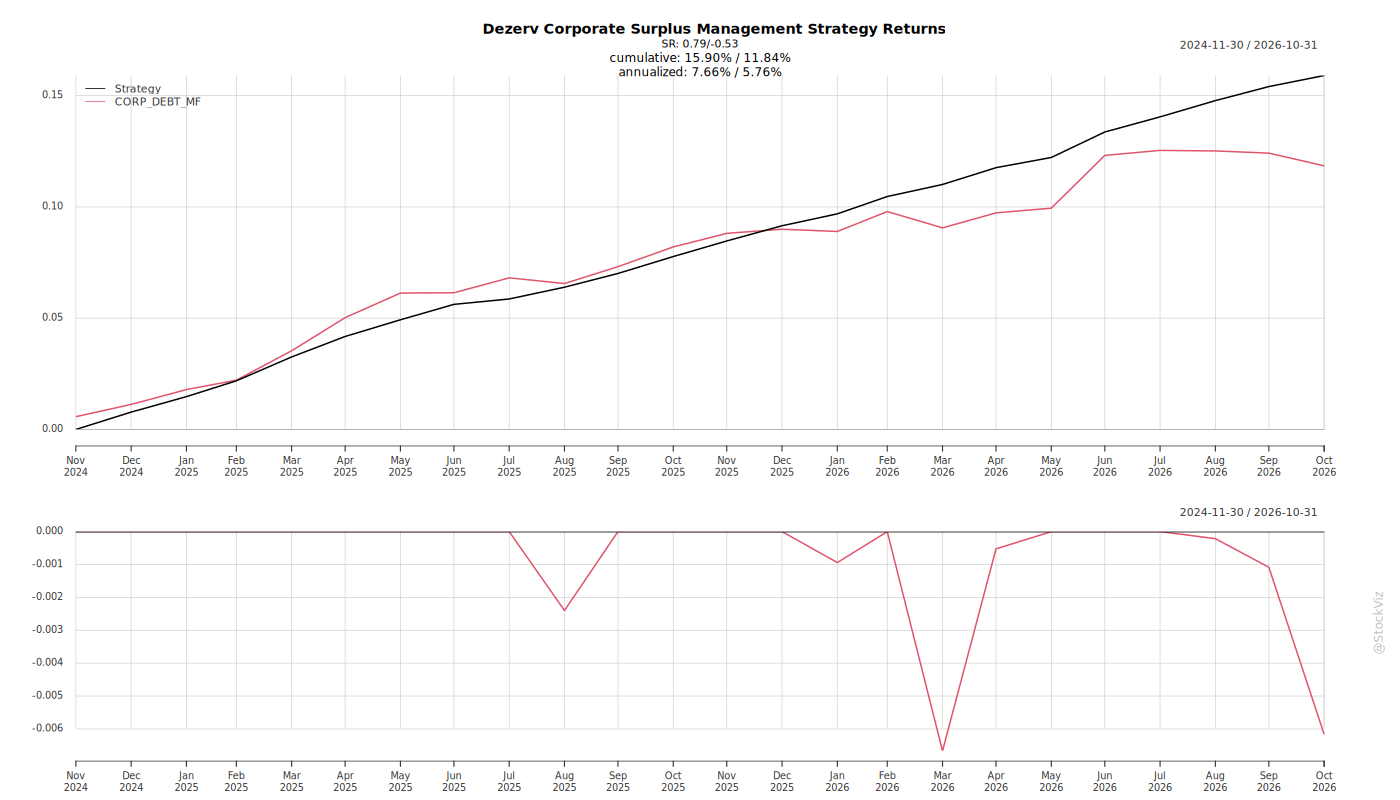 Dezerv Corporate Surplus Management Strategy Returns
SR: 0.79/-0.53
cumulative: 15.90% / 11.84%
annualized: 7.66% / 5.76%
2024-11-30 / 2026-10-31
Strategy
CORP_DEBT_MF
0.15
0.10
0.05
0.00
Nov Dec Jan Feb Mar Apr May Jun Jul Aug Sep Oct Nov Dec Jan Feb Mar Apr May Jun Jul Aug Sep Oct
2024 2024 2025 2025 2025 2025 2025 2025 2025 2025 2025 2025 2025 2025 2026 2026 2026 2026 2026 2026 2026 2026 2026 2026
2024-11-30 / 2026-10-31
0.000
-0.001
-0.002
-0.003
-0.004
-0.005
-0.006
Nov Dec Jan Feb Mar Apr May Jun Jul Aug Sep Oct Nov Dec Jan Feb Mar Apr May Jun Jul Aug Sep Oct
2024 2024 2025 2025 2025 2025 2025 2025 2025 2025 2025 2025 2025 2025 2026 2026 2026 2026 2026 2026 2026 2026 2026 2026
@StockViz